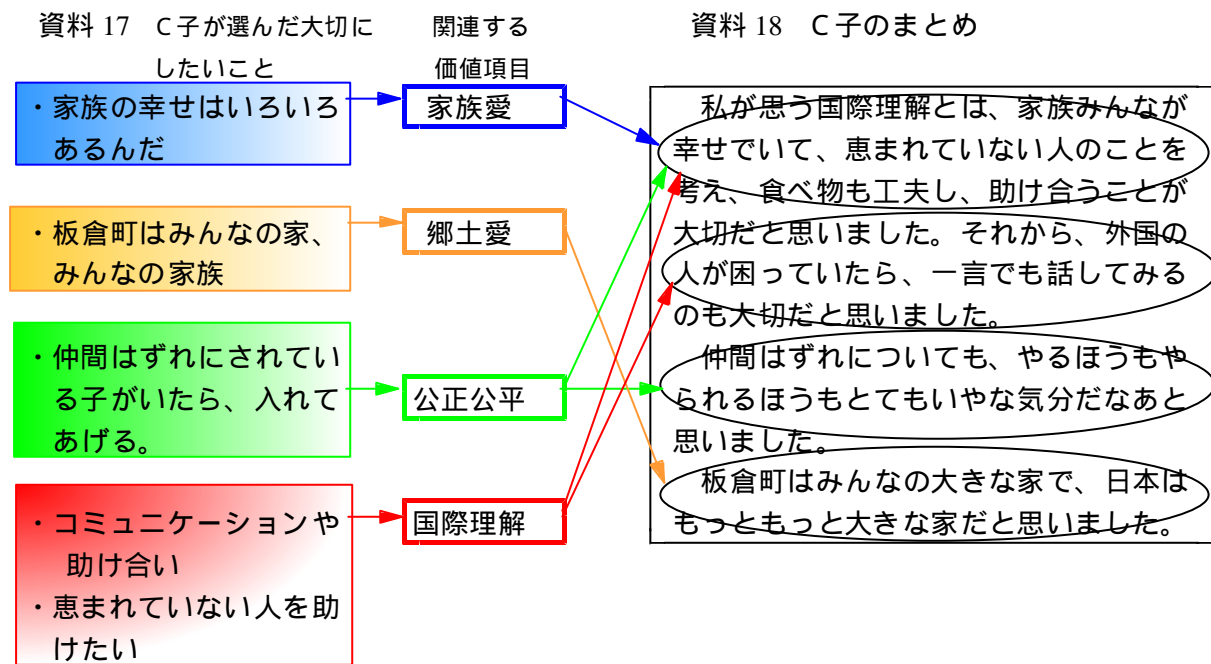 資料17 C子が選んだ大切に
したいこと
関連する
価値項目
資料18 C子のまとめ
・家族の幸せはいろいろ
あるんだ
家族愛
・板倉町はみんなの家、
みんなの家族
郷土愛
・仲間はずれにされてい
る子がいたら、入れて
あげる。
公正公平
・コミュニケーションや
助け合い
・恵まれていない人を助
けたい
国際理解
私が思う国際理解とは、家族みんなが
幸せでいて、恵まれていない人のことを
考え、食べ物も工夫し、助け合うことが
大切だと思いました。それから、外国の
人が困っていたら、一言でも話してみる
のも大切だと思いました。
仲間はずれについても、やるほうもや
られるほうもとてもいやな気分だなあと
思いました。
板倉町はみんなの大きな家で、日本は
もっともっと大きな家だと思いました。